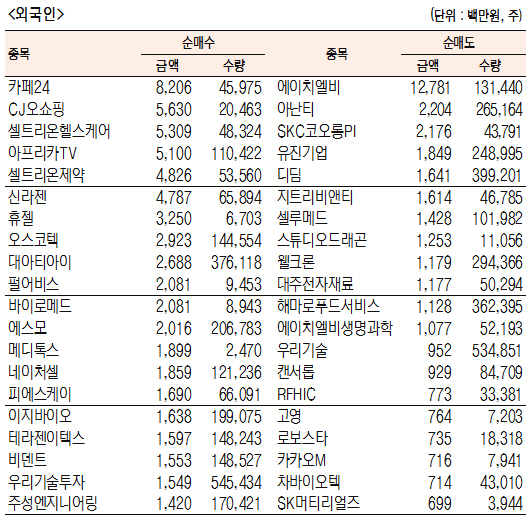 <외국인> (단위 : 백만원, 주)
종목 순매수 종목 순매도
금액 수량 금액 수량
카페24 8,206 45,975 에이치엘비 12,781 131,440
CJ오쇼핑 5,630 20,463 아난티 2,204 265,164
셀트리온헬스케어 5,309 48,324 SKC코오롱PI 2,176 43,791
아프리카TV 5,100 110,422 유진기업 1,849 248,995
셀트리온제약 4,826 53,560 디딤 1,641 399,201
신라젠 4,787 65,894 지트리비앤티 1,614 46,785
휴젤 3,250 6,703 셀루메드 1,428 101,982
오스코텍 2,923 144,554 스튜디오드래곤 1,253 11,056
대아티아이 2,688 376,118 웰크론 1,179 294,366
펄어비스 2,081 9,453 대주전자재료 1,177 50,294
바이로메드 2,081 8,943 해마로푸드서비스 1,128 362,395
에스모 2,016 206,783 에이치엘비생명과학 1,077 52,193
메디톡스 1,899 2,470 우리기술 952 534,851
네이처셀 1,859 121,236 캔서롭 929 84,709
피에스케이 1,690 66,091 RFHIC 773 33,381
이지바이오 1,638 199,075 고영 764 7,203
테라젠이텍스 1,597 148,243 로보스타 735 18,318
비덴트 1,553 148,527 카카오M 716 7,941
우리기술투자 1,549 545,434 차바이오텍 714 43,010
주성엔지니어링 1,420 170,421 SK머티리얼즈 699 3,944